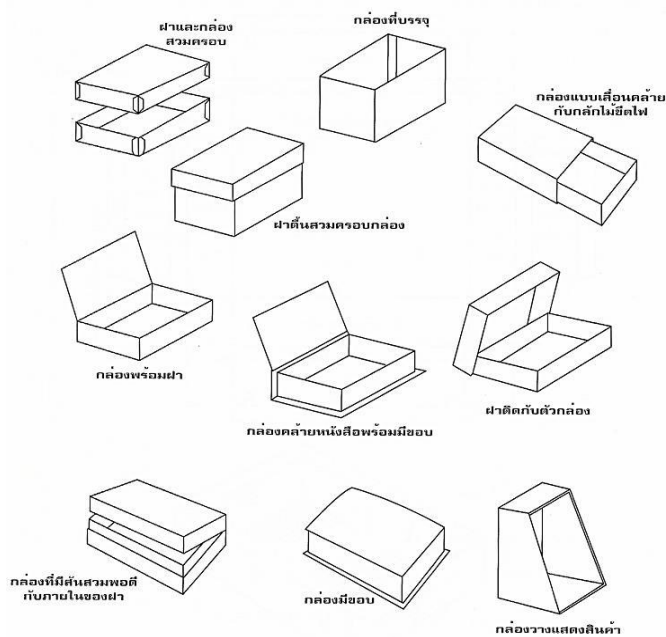 ฝาและกล่อง
สวมครอบ
กล่องที่บรรจุ
กล่องแบบเลื่อนคล้าย
กับกลักไม้ขีดไฟ
ฝาตื้นสวมครอบกล่อง
กล่องพร้อมฝา
กล่องคล้ายหนังสือพร้อมมีขอบ
ฝาติดกับตัวกล่อง
กล่องที่มีสันสวมพอดี
กับภายในของฝา
กล่องมีขอบ
กล่องวางแสดงสินค้า